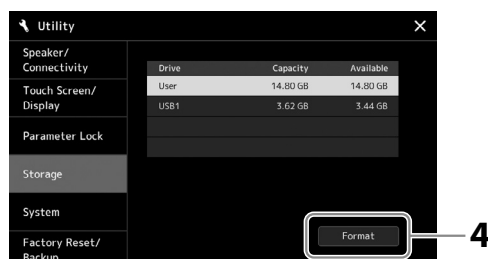 Utility
Speaker/
Connectivity
Touch Screen/
Display
Parameter Lock
Storage
System
Factory Reset/
Backup
Drive Capacity Available
User 14.80 GB 14.80 GB
USB1 3.62 GB 3.44 GB
Format
4